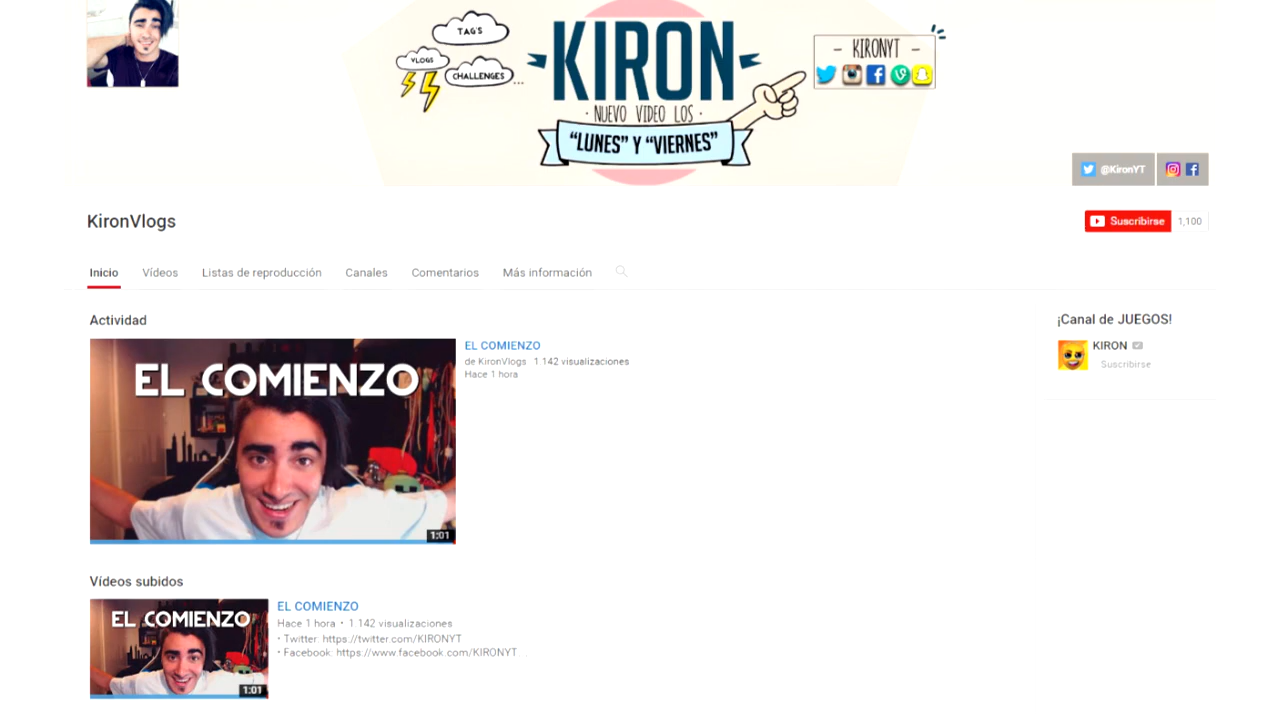 TAG'S
VLOGS
CHALLENGES...
KIRON
· NUEVO VIDEO LOS ·
"LUNES" Y "VIERNES"
- KIRONYT -
@KironYT
KironVlogs
Suscribirse 1,100
Inicio Vídeos Listas de reproducción Canales Comentarios Más información
Actividad
EL COMIENZO
1:01
EL COMIENZO
de KironVlogs 1 142 visualizaciones
Hace 1 hora
¡Canal de JUEGOS!
KIRON
Suscribirse
Vídeos subidos
EL COMIENZO
1:01
EL COMIENZO
Hace 1 hora • 1 142 visualizaciones
• Twitter: https://twitter.com/KIRONYT
• Facebook: https://www.facebook.com/KIRONYT